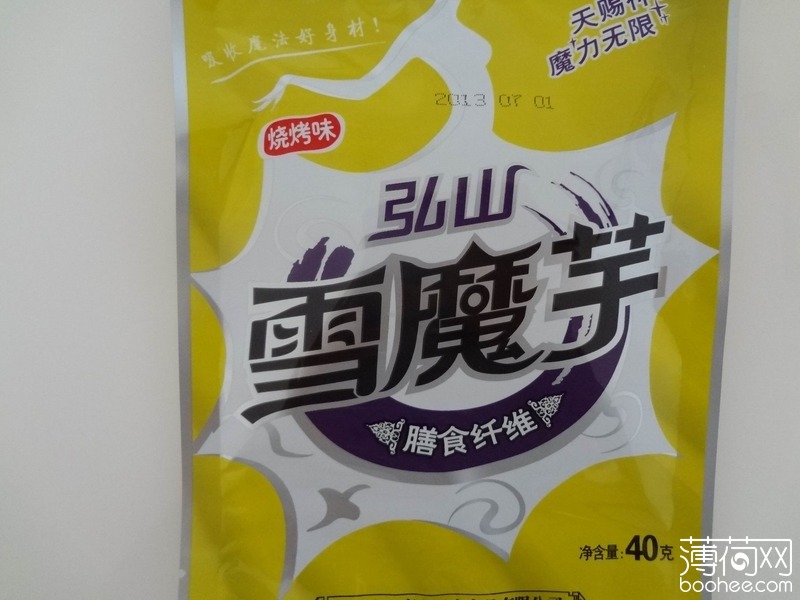 吸收魔法好身材！
天赐神
魔力无限
2013 07 01
烧烤味
弘山
雪魔芋
膳食纤维
净含量：40克
薄荷网
boohee.com